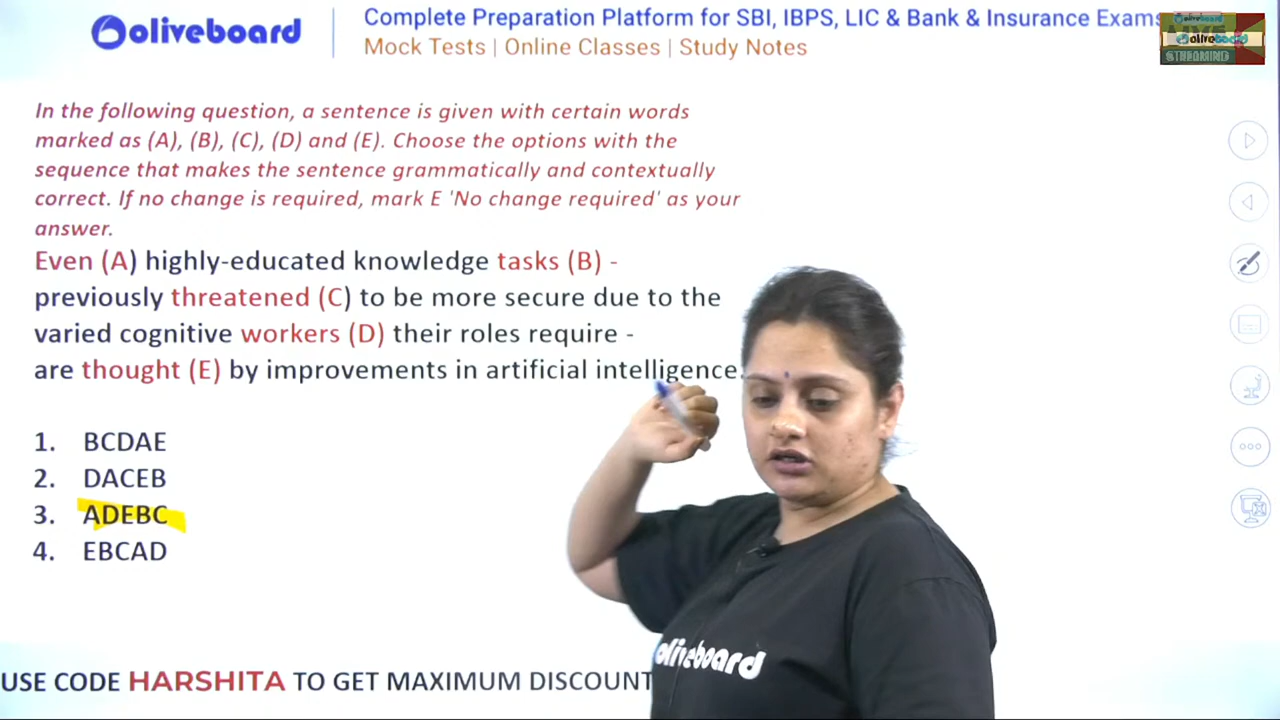 oliveboard
Complete Preparation Platform for SBI, IBPS, LIC & Bank & Insurance Exams
Mock Tests | Online Classes | Study Notes
oliveboard
oliveboard
STREAMING
In the following question, a sentence is given with certain words
marked as (A), (B), (C), (D) and (E). Choose the options with the
sequence that makes the sentence grammatically and contextually
correct. If no change is required, mark E 'No change required' as your
answer.
Even (A) highly-educated knowledge tasks (B) -
previously threatened (C) to be more secure due to the
varied cognitive workers (D) their roles require -
are thought (E) by improvements in artificial intelligence.
1. BCDAE
2. DACEB
3. ADEBC
4. EBCAD
oliveboard
USE CODE HARSHITA TO GET MAXIMUM DISCOUNT